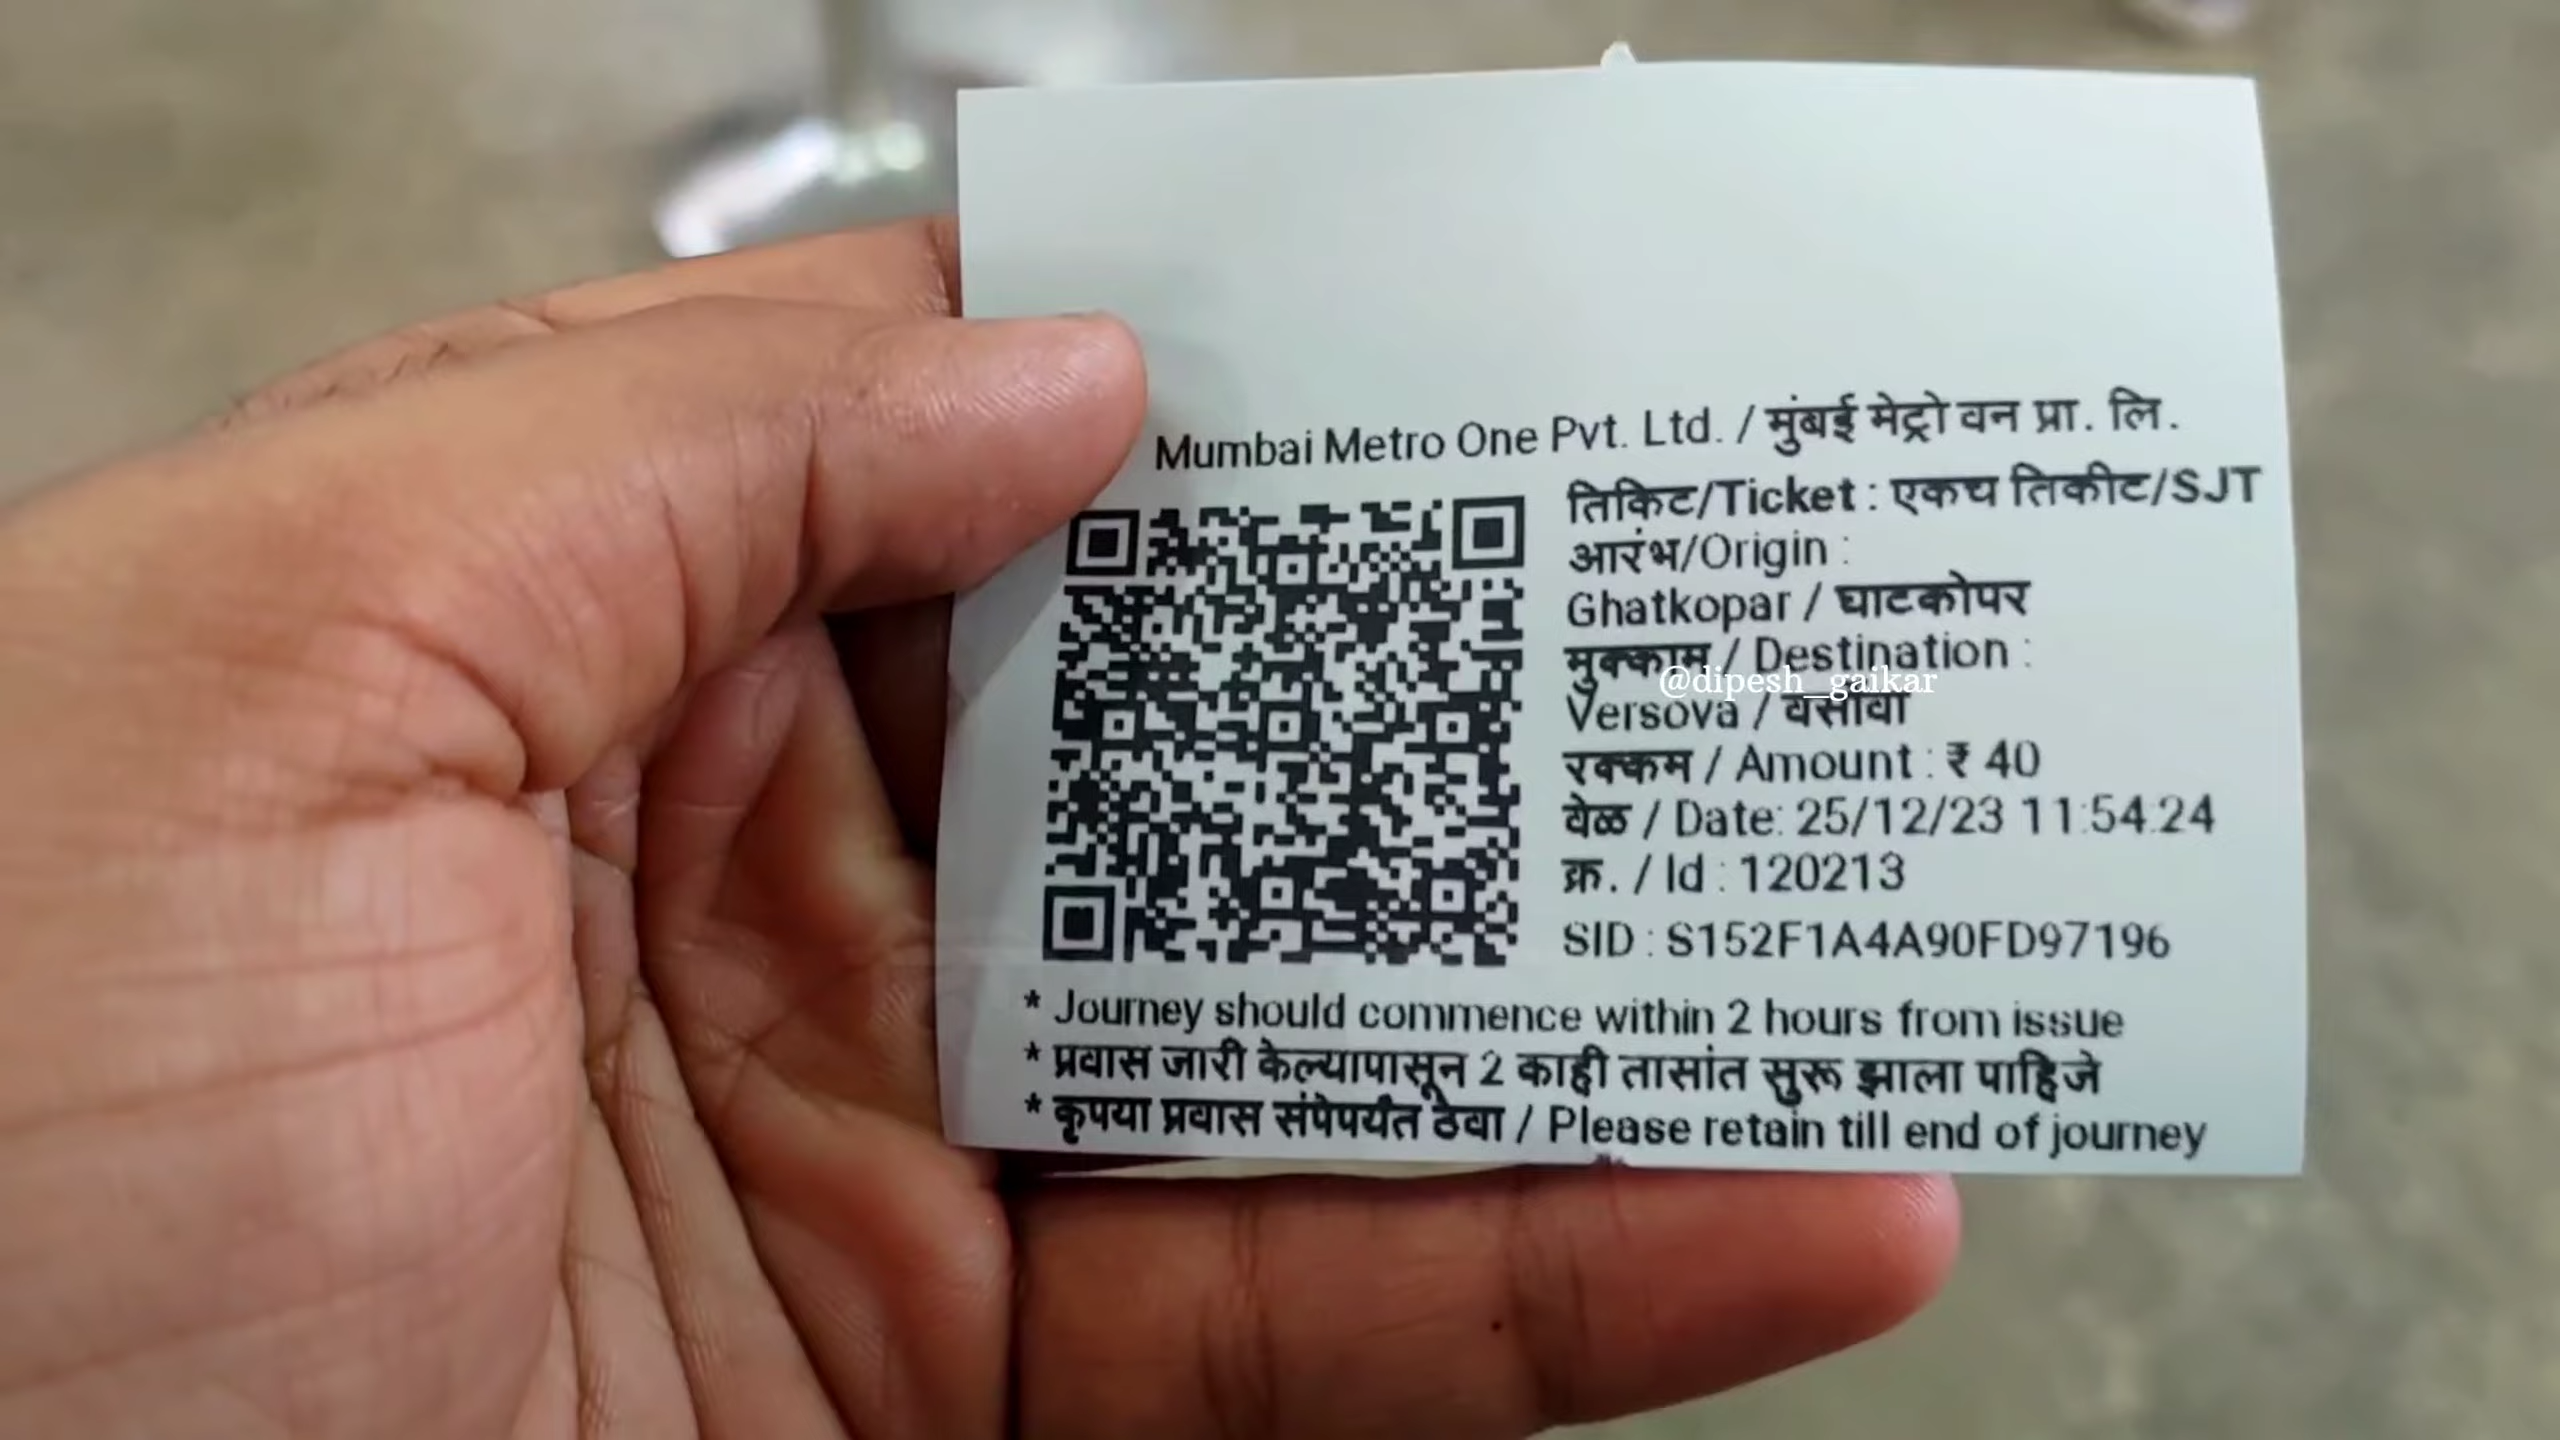 Mumbai Metro One Pvt. Ltd. / मुंबई मेट्रो वन प्रा. लि.
तिकिट/Ticket : एकच तिकीट/SJT
आरंभ/Origin :
Ghatkopar / घाटकोपर
मुक्काम / Destination :
@dipesh_gaikar
Versova / वर्सोवा
रक्कम / Amount : ₹ 40
वेळ / Date: 25/12/23 11:54:24
क्र. / Id : 120213
SID : S152F1A4A90FD97196
* Journey should commence within 2 hours from issue
* प्रवास जारी केल्यापासून 2 काही तासांत सुरू झाला पाहिजे
* कृपया प्रवास संपेपर्यंत ठेवा / Please retain till end of journey